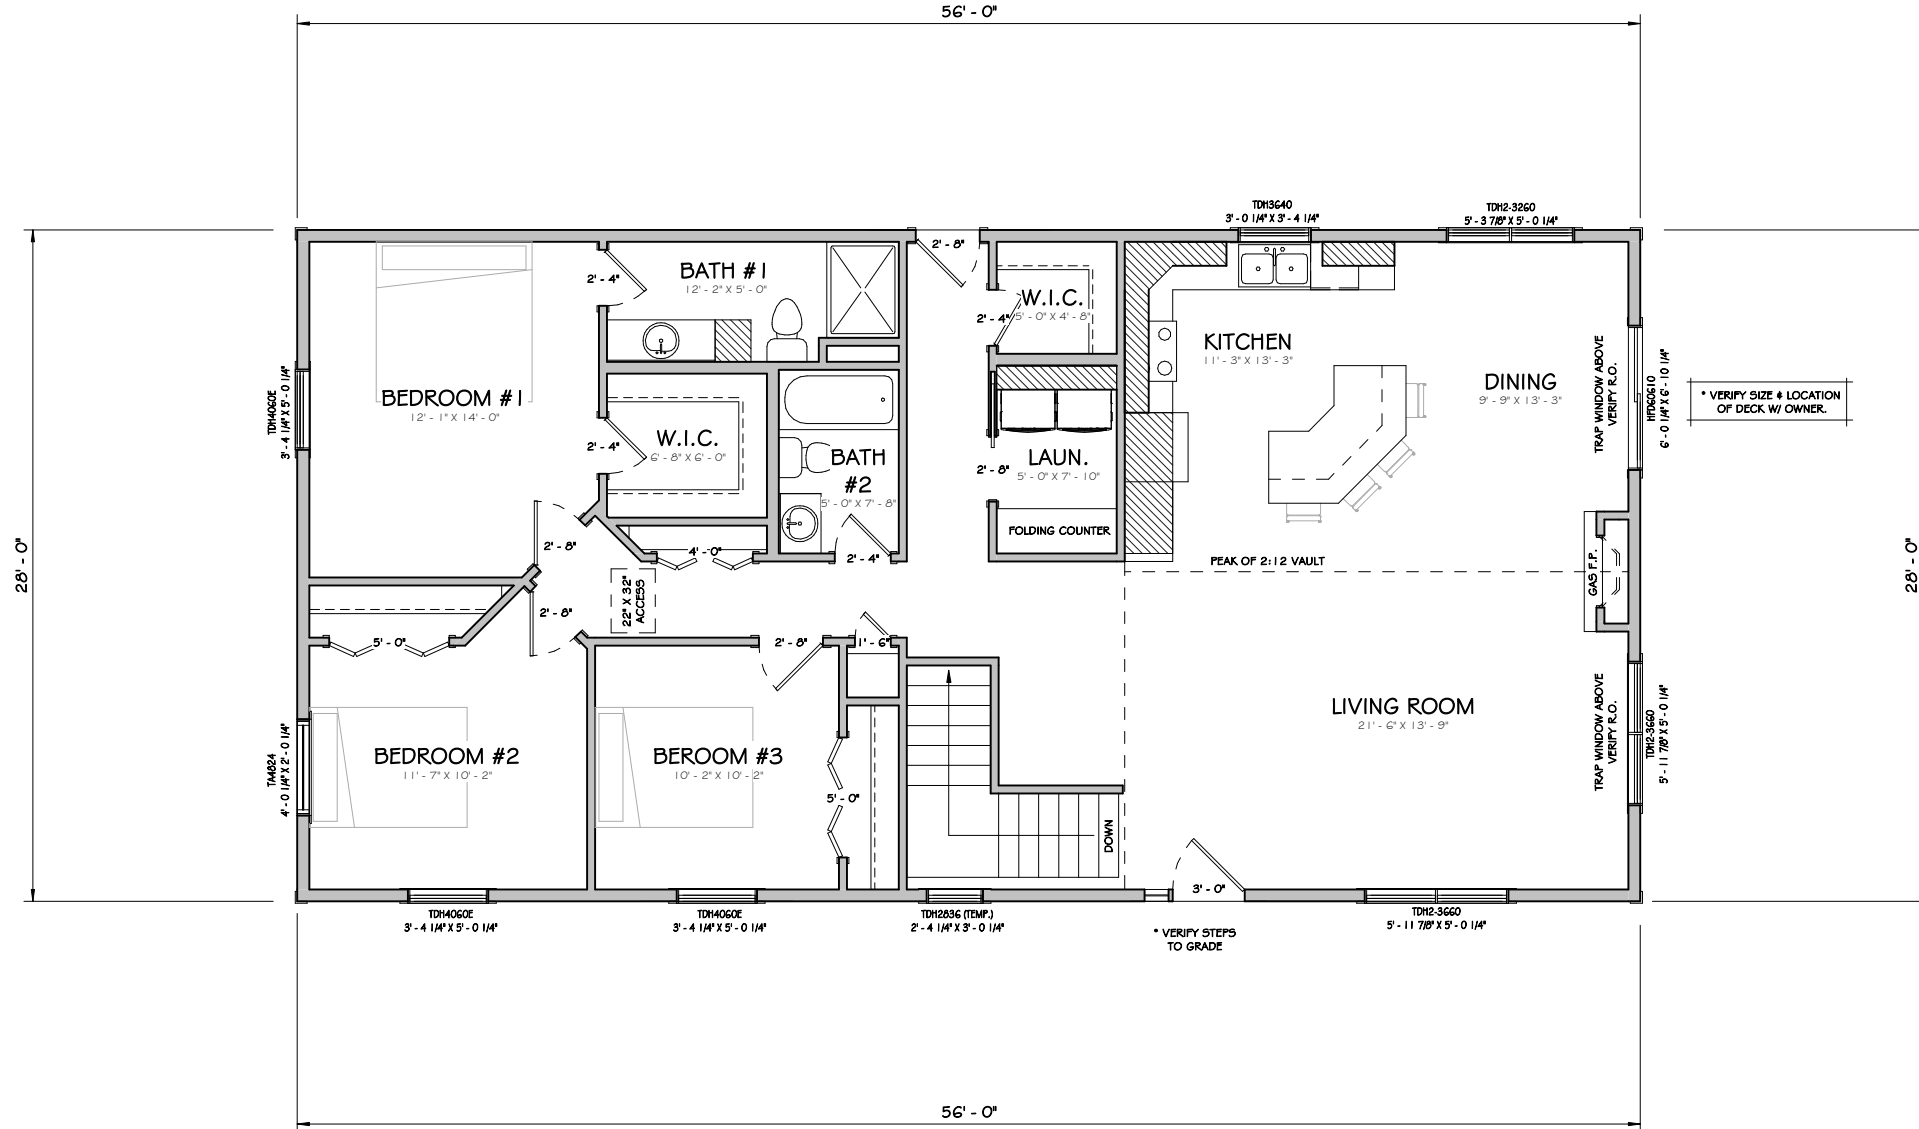 56' - 0"
TDH3640
3' - 0 1/4" X 3' - 4 1/4"
TDH2-3260
5' - 3 7/8" X 5' - 0 1/4"
2' - 8"
BATH #1
12' - 2" X 5' - 0"
2' - 4"
W.I.C.
5' - 0" X 4' - 8"
2' - 4"
KITCHEN
11' - 3" X 13' - 3"
DINING
9' - 9" X 13' - 3"
TRAP WINDOW ABOVE
VERIFY R.O.
HFD60610
6' - 0 1/4" X 6' - 10 1/4"
* VERIFY SIZE & LOCATION
OF DECK W/ OWNER.
TDH4060E
3' - 4 1/4" X 5' - 0 1/4"
BEDROOM #1
12' - 1" X 14' - 0"
2' - 4"
W.I.C.
6' - 8" X 6' - 0"
BATH
#2
5' - 0" X 7' - 8"
2' - 8"
LAUN.
5' - 0" X 7' - 10"
FOLDING COUNTER
2' - 8"
4' - 0"
2' - 4"
PEAK OF 2:12 VAULT
GAS F.P.
28' - 0"
28' - 0"
22" X 32"
ACCESS
2' - 8"
5' - 0"
2' - 8"
1' - 6"
LIVING ROOM
21' - 6" X 13' - 9"
TRAP WINDOW ABOVE
VERIFY R.O.
TDH2-3660
5' - 11 7/8" X 5' - 0 1/4"
TA4824
4' - 0 1/4" X 2' - 0 1/4"
BEDROOM #2
11' - 7" X 10' - 2"
BEROOM #3
10' - 2" X 10' - 2"
5' - 0"
DOWN
3' - 0"
TDH4060E
3' - 4 1/4" X 5' - 0 1/4"
TDH4060E
3' - 4 1/4" X 5' - 0 1/4"
TDH2836 (TEMP.)
2' - 4 1/4" X 3' - 0 1/4"
* VERIFY STEPS
TO GRADE
TDH2-3660
5' - 11 7/8" X 5' - 0 1/4"
56' - 0"